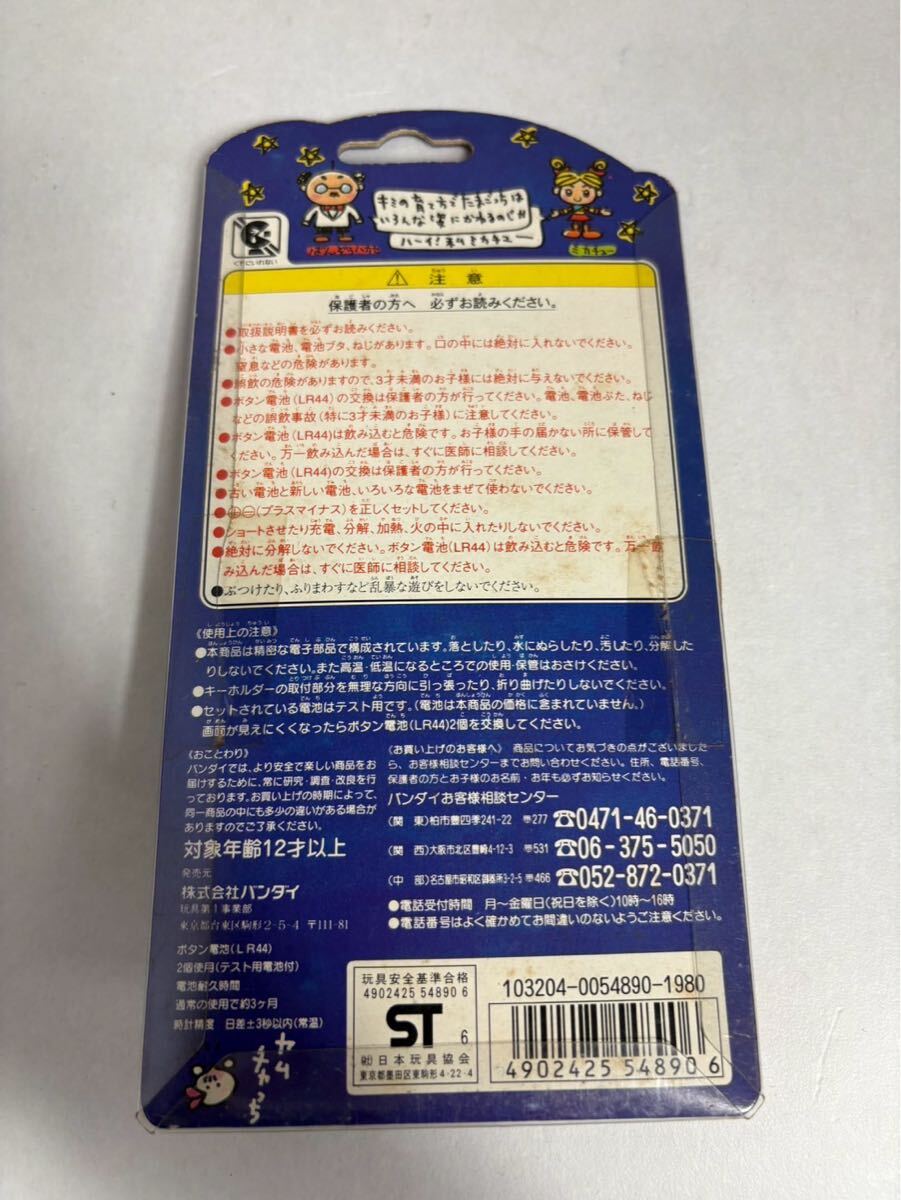 キミの育て方でたまごっちは
いろんな姿にかわるのじゃ!!
ハーイ!私ミカチュー
ミカチュー
くちにいれない
注意
保護者の方へ 必ずお読みください。
●取扱説明書を必ずお読みください。
●小さな電池、電池ブタ、ねじがあります。口の中には絶対に入れないでください。
窒息などの危険があります。
●誤飲の危険がありますので、3才未満のお子様には絶対に与えないでください。
●ボタン電池(LR44)の交換は保護者の方が行ってください。電池、電池ぶた、ねじ
などの誤飲事故(特に3才未満のお子様)に注意してください。
●ボタン電池(LR44)は飲み込むと危険です。お子様の手の届かない所に保管して
ください。万一飲み込んだ場合は、すぐに医師に相談してください。
●ボタン電池(LR44)の交換は保護者の方が行ってください。
●古い電池と新しい電池、いろいろな電池をまぜて使わないでください。
●⊕⊖(プラスマイナス)を正しくセットしてください。
●ショートさせたり充電、分解、加熱、火の中に入れたりしないでください。
●絶対に分解しないでください。ボタン電池(LR44)は飲み込むと危険です。万一飲
み込んだ場合は、すぐに医師に相談してください。
●ぶつけたり、ふりまわすなど乱暴な遊びをしないでください。
《使用上の注意》
●本商品は精密な電子部品で構成されています。落としたり、水にぬらしたり、汚したり、分解した
りしないでください。また高温・低温になるところでの使用・保管はおさけください。
●キーホルダーの取付部分を無理な方向に引っ張ったり、折り曲げたりしないでください。
●セットされている電池はテスト用です。(電池は本商品の価格に含まれていません。)
画面が見えにくくなったらボタン電池(LR44)2個を交換してください。
《おことわり》
バンダイでは、より安全で楽しい商品をお
届けするために、常に研究・調査・改良を行
っております。お買い上げの時期によって、
同一商品の中にも多少の違いがある場合が
ありますのでご了承ください。
対象年齢12才以上
発売元
株式会社バンダイ
玩具第1事業部
東京都台東区駒形2-5-4 〒111-81
ボタン電池(LR44)
2個使用(テスト用電池付)
電池耐久時間
通常の使用で約3ヶ月
時計精度 日差±3秒以内(常温)
《お買い上げのお客様へ》 商品についてお気づきの点がございました
ら、お客様相談センターまでお問い合わせください。住所、電話番号、
保護者の方とお子様のお名前・お年も必ずお知らせください。
バンダイお客様相談センター
(関 東)柏市豊四季241-22 〒277 ☎0471-46-0371
(関 西)大阪市北区豊崎4-12-3 〒531 ☎06-375-5050
(中 部)名古屋市昭和区御器所3-2-5 〒466 ☎052-872-0371
●電話受付時間 月〜金曜日(祝日を除く)10時〜16時
●電話番号はよく確かめてお間違いのないようご注意ください。
玩具安全基準合格
4902425 54890 6
ST 6
(社)日本玩具協会
東京都墨田区東駒形4-22-4
103204-0054890-1980
4902425 548906